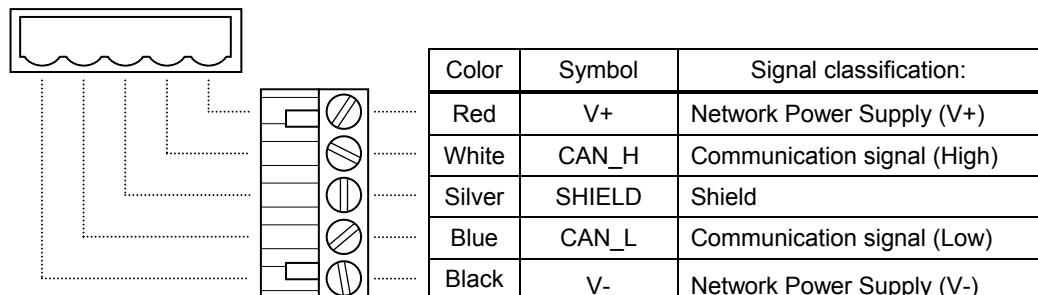 Color Symbol Signal classification:
Red V+ Network Power Supply (V+)
White CAN_H Communication signal (High)
Silver SHIELD Shield
Blue CAN_L Communication signal (Low)
Black V- Network Power Supply (V-)